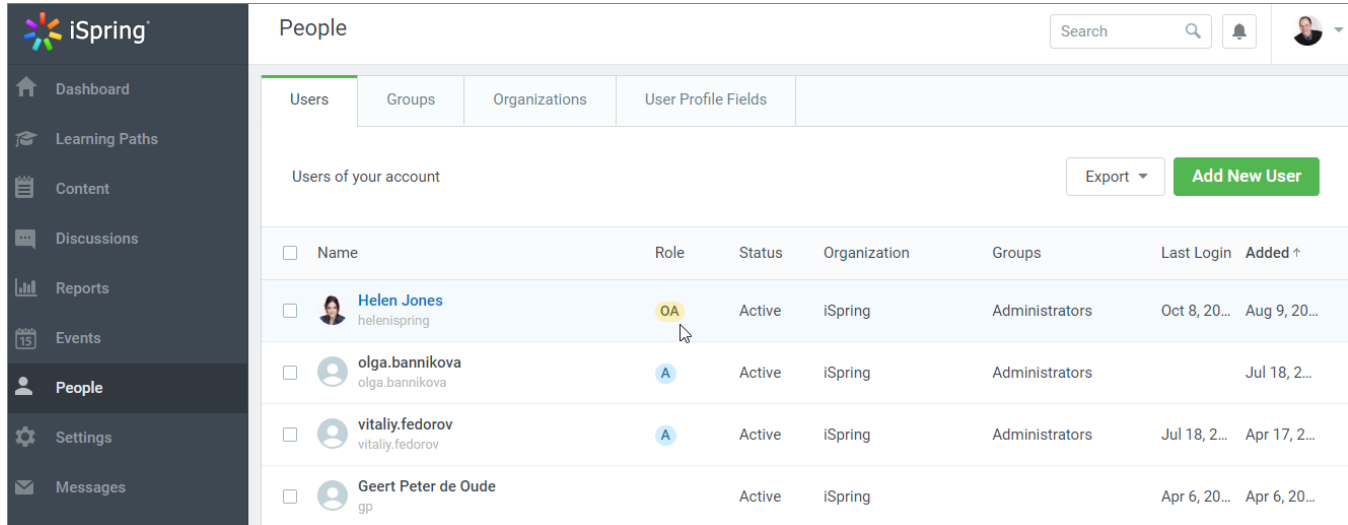 iSpring
People
Search
Dashboard
Learning Paths
Content
Discussions
Reports
15
Events
People
Settings
Messages
Users
Groups
Organizations
User Profile Fields
Users of your account
Export
Add New User
Name Role Status Organization Groups Last Login Added ↑
Helen Jones
helenispring
OA Active iSpring Administrators Oct 8, 20... Aug 9, 20...
olga.bannikova
olga.bannikova
A Active iSpring Administrators Jul 18, 2...
vitaliy.fedorov
vitaliy.fedorov
A Active iSpring Administrators Jul 18, 2... Apr 17, 2...
Geert Peter de Oude
gp
Active iSpring Apr 6, 20... Apr 6, 20...